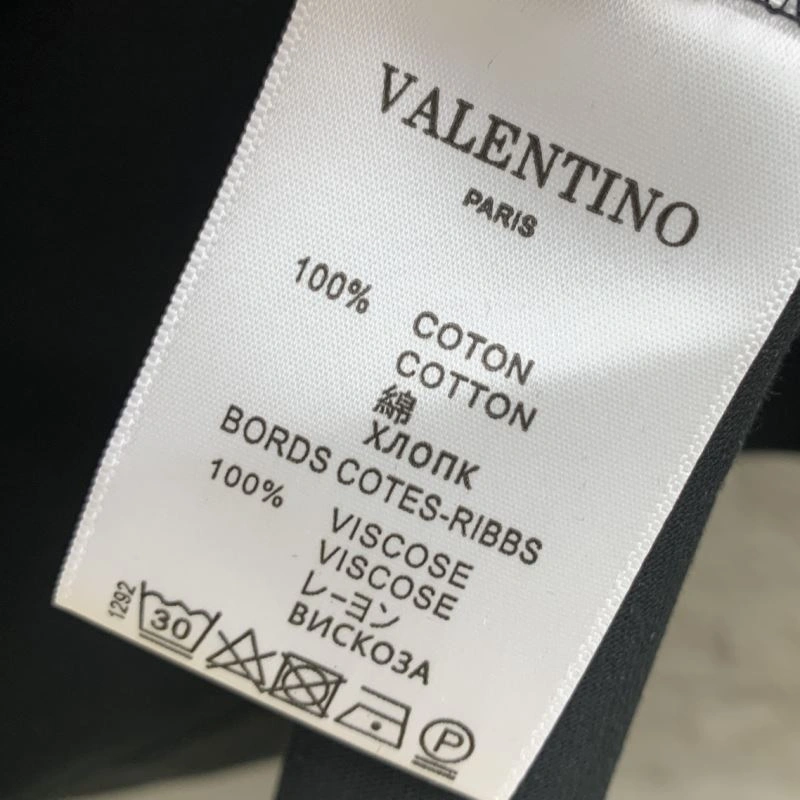 VALENTINO
PARIS
100% COTON
COTTON
綿
ХЛОПК
BORDS COTES-RIBBS
100% VISCOSE
VISCOSE
レーヨン
ВИСКОЗА
1292
30
P